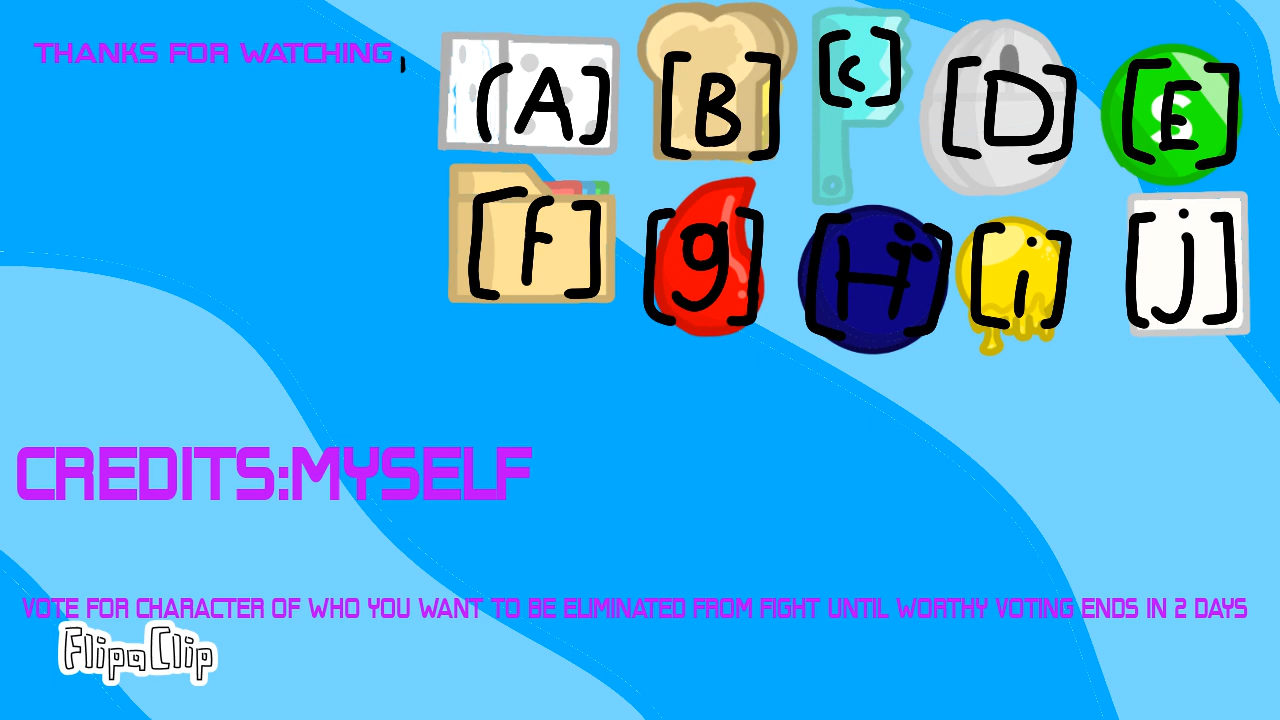 THANKS FOR WATCHING
(A] [B] [C] [D] [E]
S
[f] [g] [H] [i] [j]
CREDITS:MYSELF
VOTE FOR CHARACTER OF WHO YOU WANT TO BE ELIMINATED FROM FIGHT UNTIL WORTHY VOTING ENDS IN 2 DAYS
FlipaClip